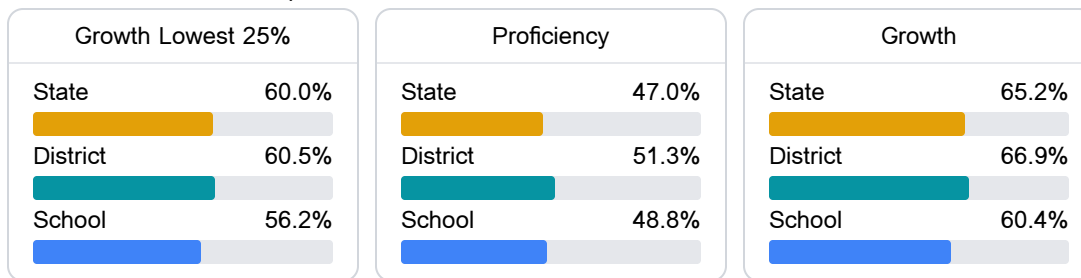 Growth Lowest 25%
State 60.0%
District 60.5%
School 56.2%
Proficiency
State 47.0%
District 51.3%
School 48.8%
Growth
State 65.2%
District 66.9%
School 60.4%